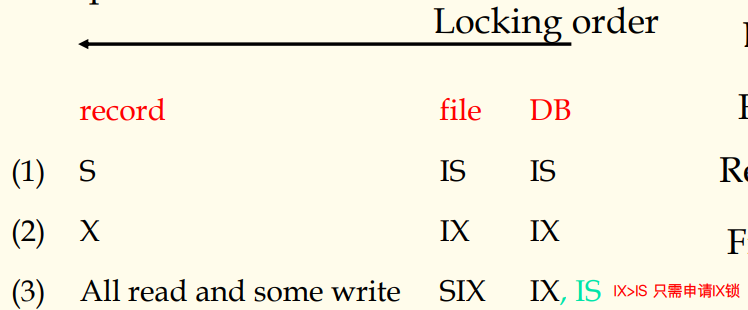 Locking order
record file DB
(1) S IS IS
(2) X IX IX
(3) All read and some write SIX IX, IS IX>IS 只需申请IX锁
Re